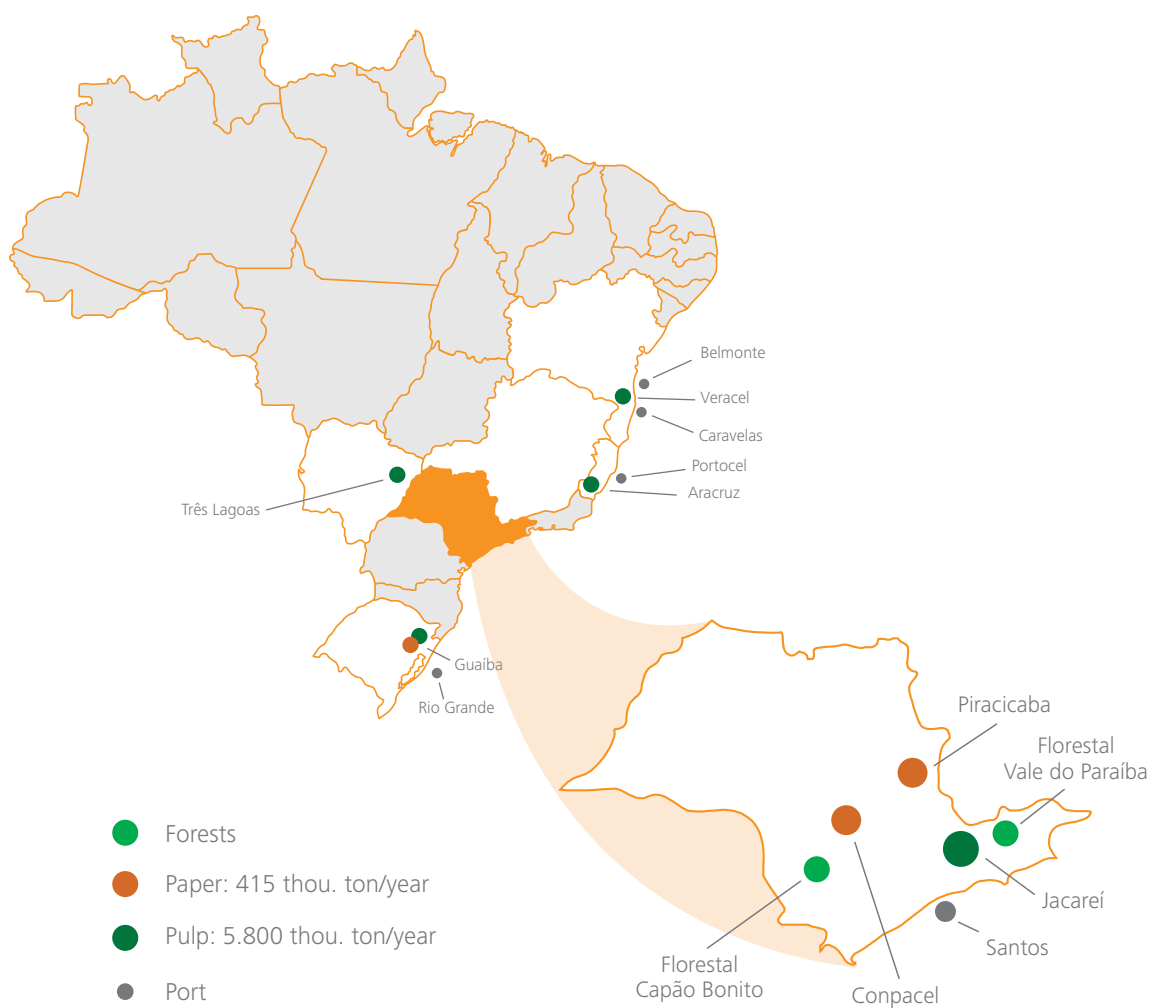 Belmonte
Veracel
Caravelas
Portocel
Aracruz
Três Lagoas
Guaíba
Rio Grande
Piracicaba
Florestal
Vale do Paraíba
Jacareí
Santos
Florestal
Capão Bonito
Conpacel
Forests
Paper: 415 thou. ton/year
Pulp: 5.800 thou. ton/year
Port